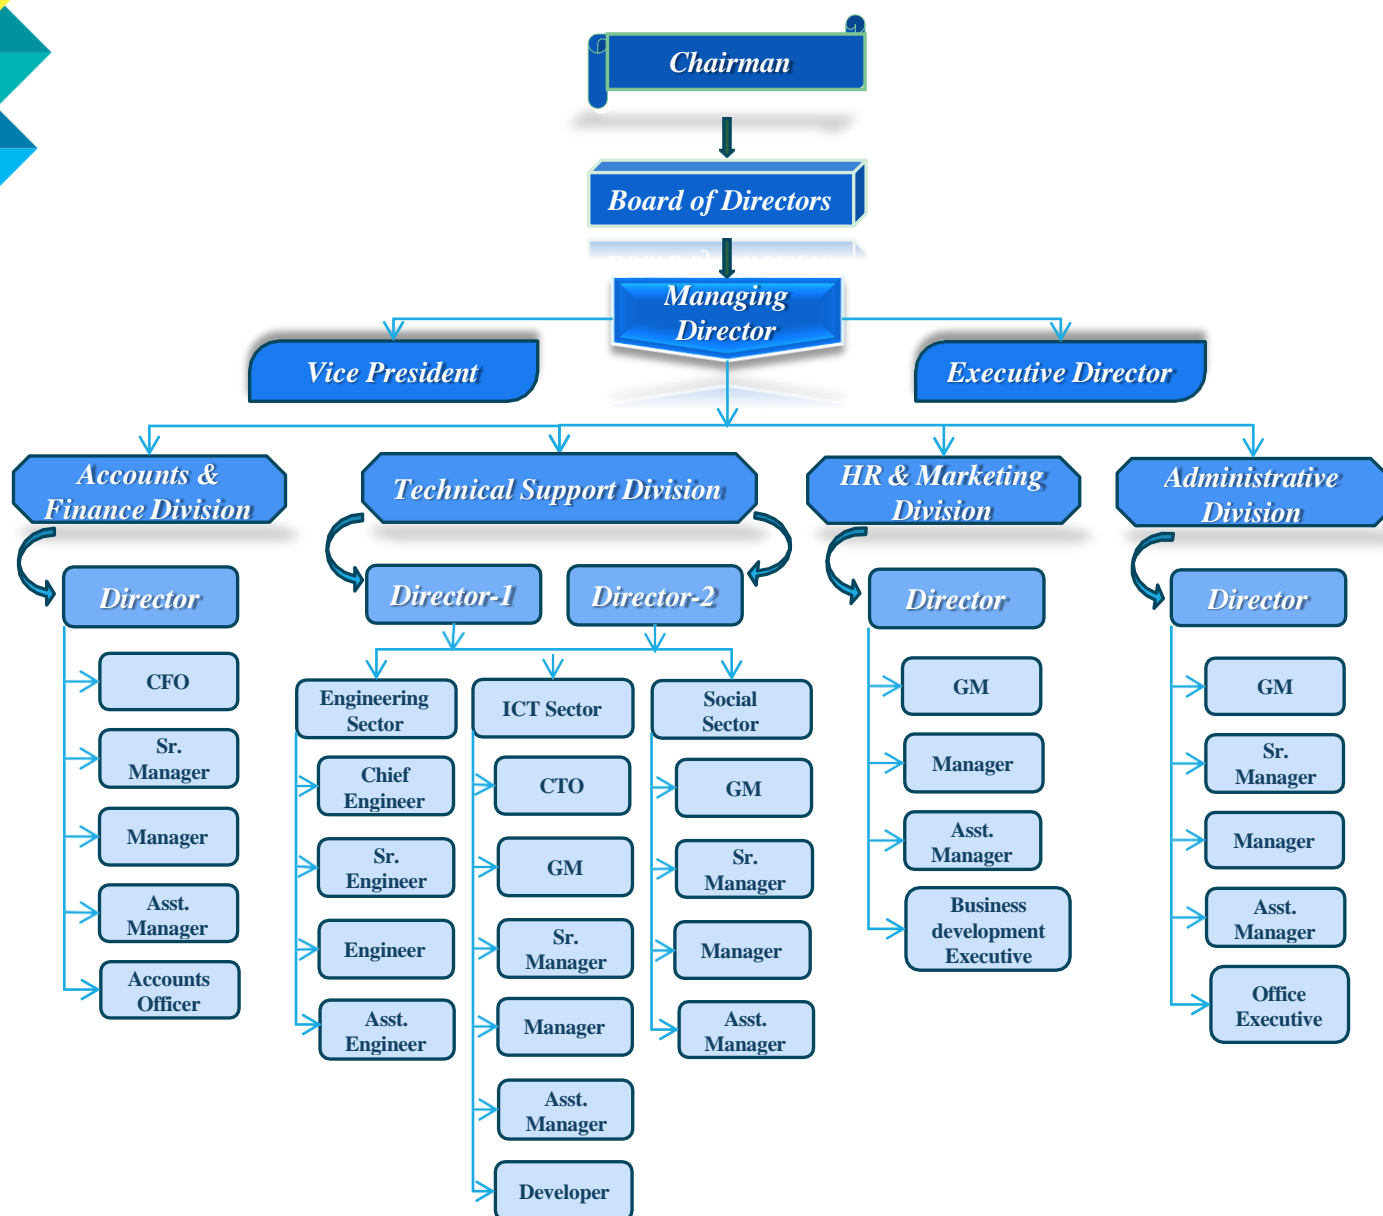 Chairman
Board of Directors
Managing
Director
Vice President
Executive Director
Accounts &
Finance Division
Technical Support Division
HR & Marketing
Division
Administrative
Division
Director
Director-1
Director-2
Director
Director
CFO
Sr.
Manager
Manager
Asst.
Manager
Accounts
Officer
Engineering
Sector
Chief
Engineer
Sr.
Engineer
Engineer
Asst.
Engineer
ICT Sector
CTO
GM
Sr.
Manager
Manager
Asst.
Manager
Developer
Social
Sector
GM
Sr.
Manager
Manager
Asst.
Manager
GM
Manager
Asst.
Manager
Business
development
Executive
GM
Sr.
Manager
Manager
Asst.
Manager
Office
Executive